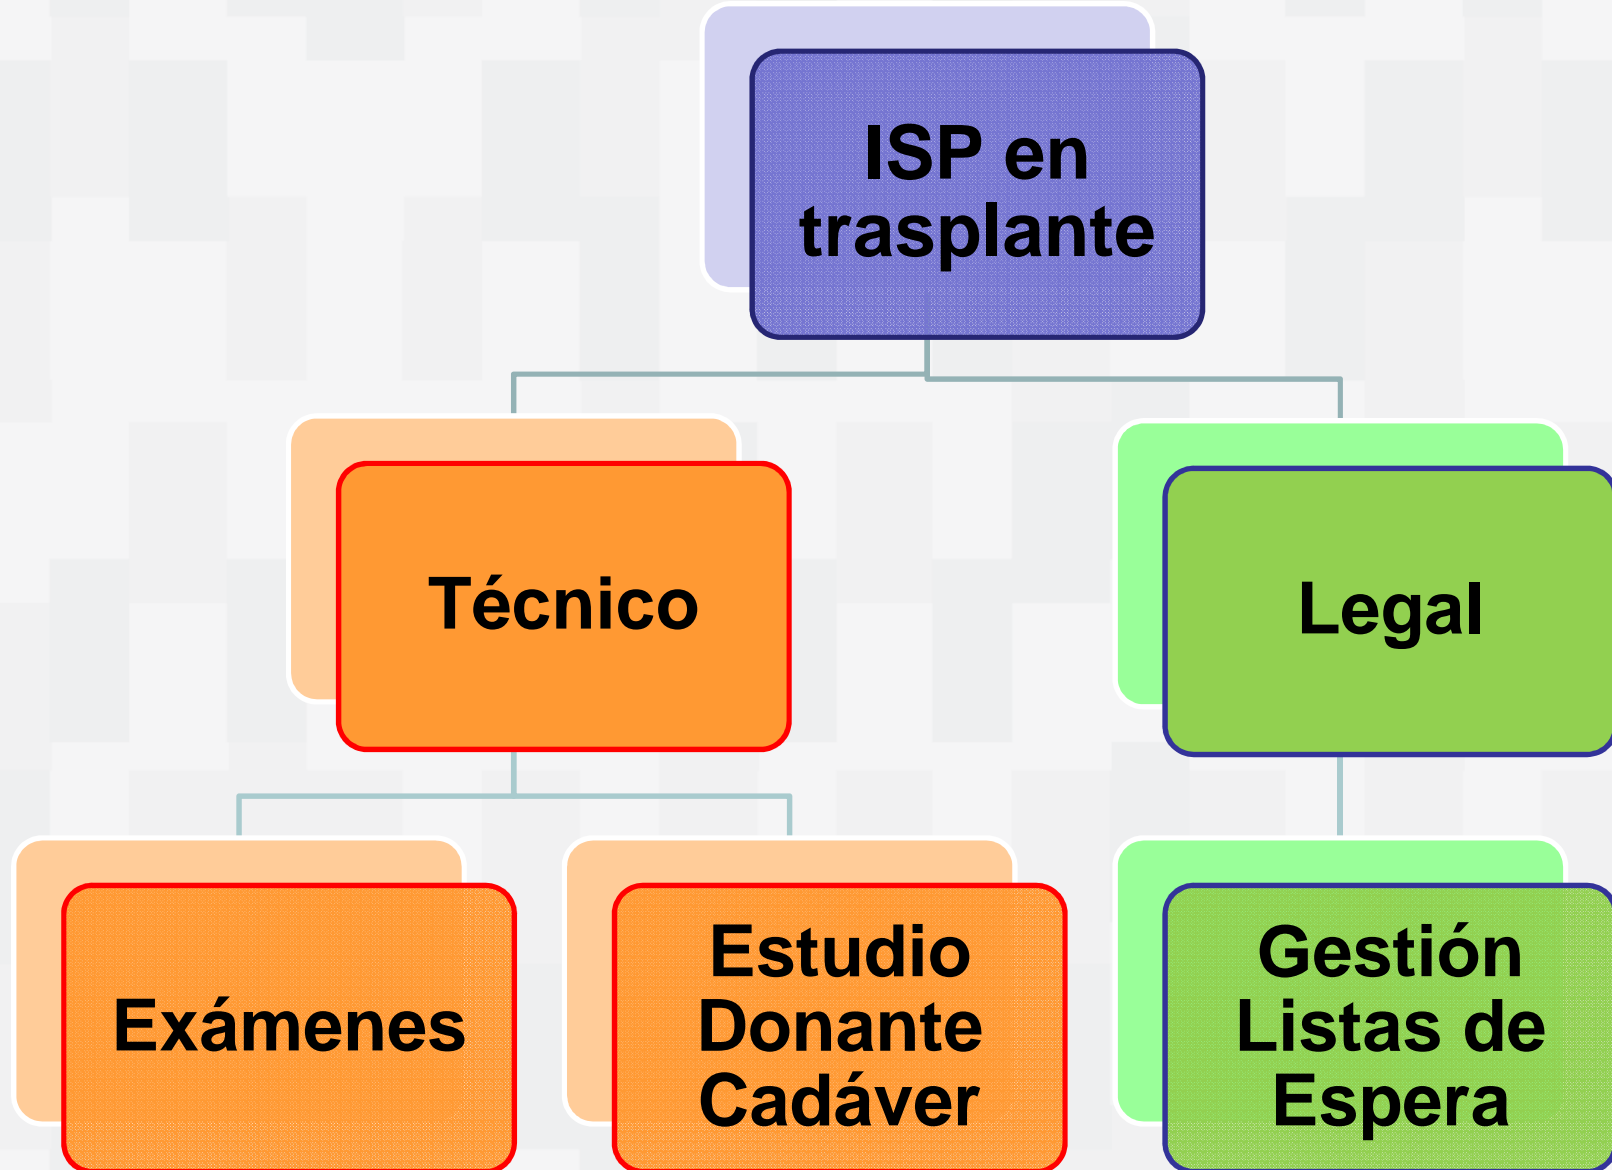 ISP en
trasplante
Técnico
Legal
Exámenes
Estudio
Donante
Cadáver
Gestión
Listas de
Espera